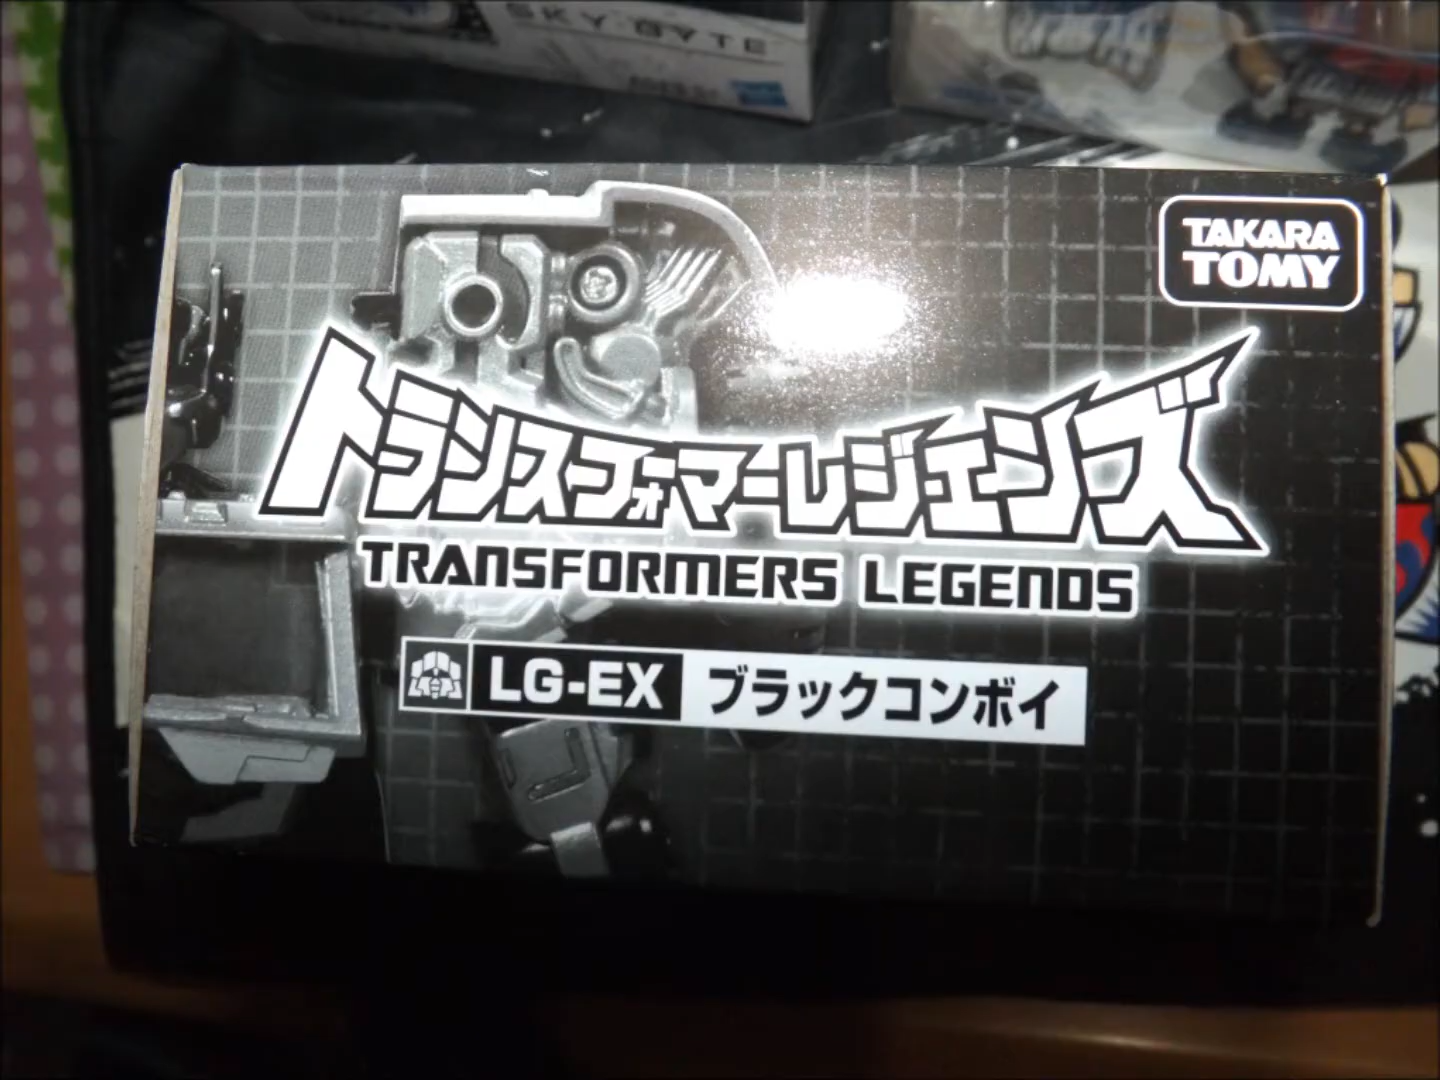 SKY-BYTE
TAKARA
TOMY
トランスフォーマーレジェンズ
TRANSFORMERS LEGENDS
LG-EX ブラックコンボイ